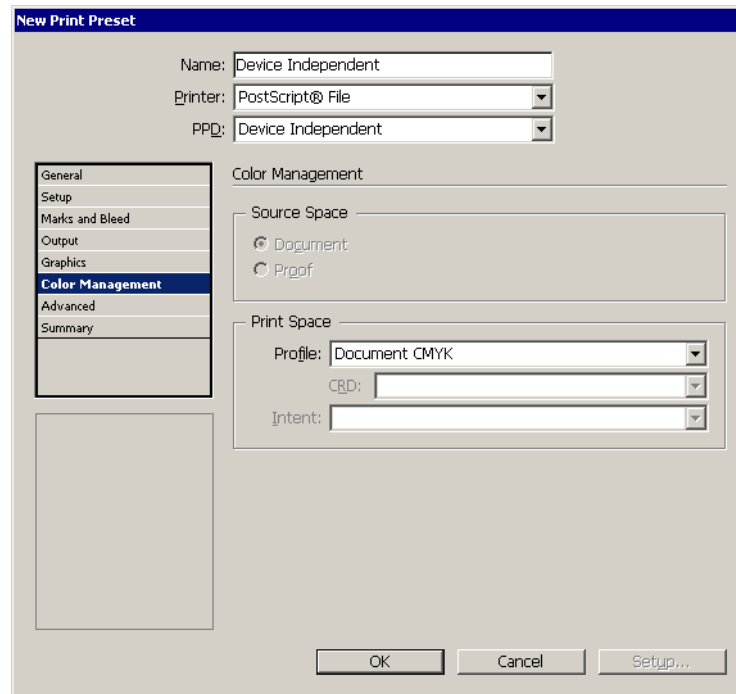 New Print Preset
Name: Device Independent
Printer: PostScript® File
PPD: Device Independent
General
Setup
Marks and Bleed
Output
Graphics
Color Management
Advanced
Summary
Color Management
Source Space
Document
Proof
Print Space
Profile: Document CMYK
CRD:
Intent:
OK Cancel Setup...